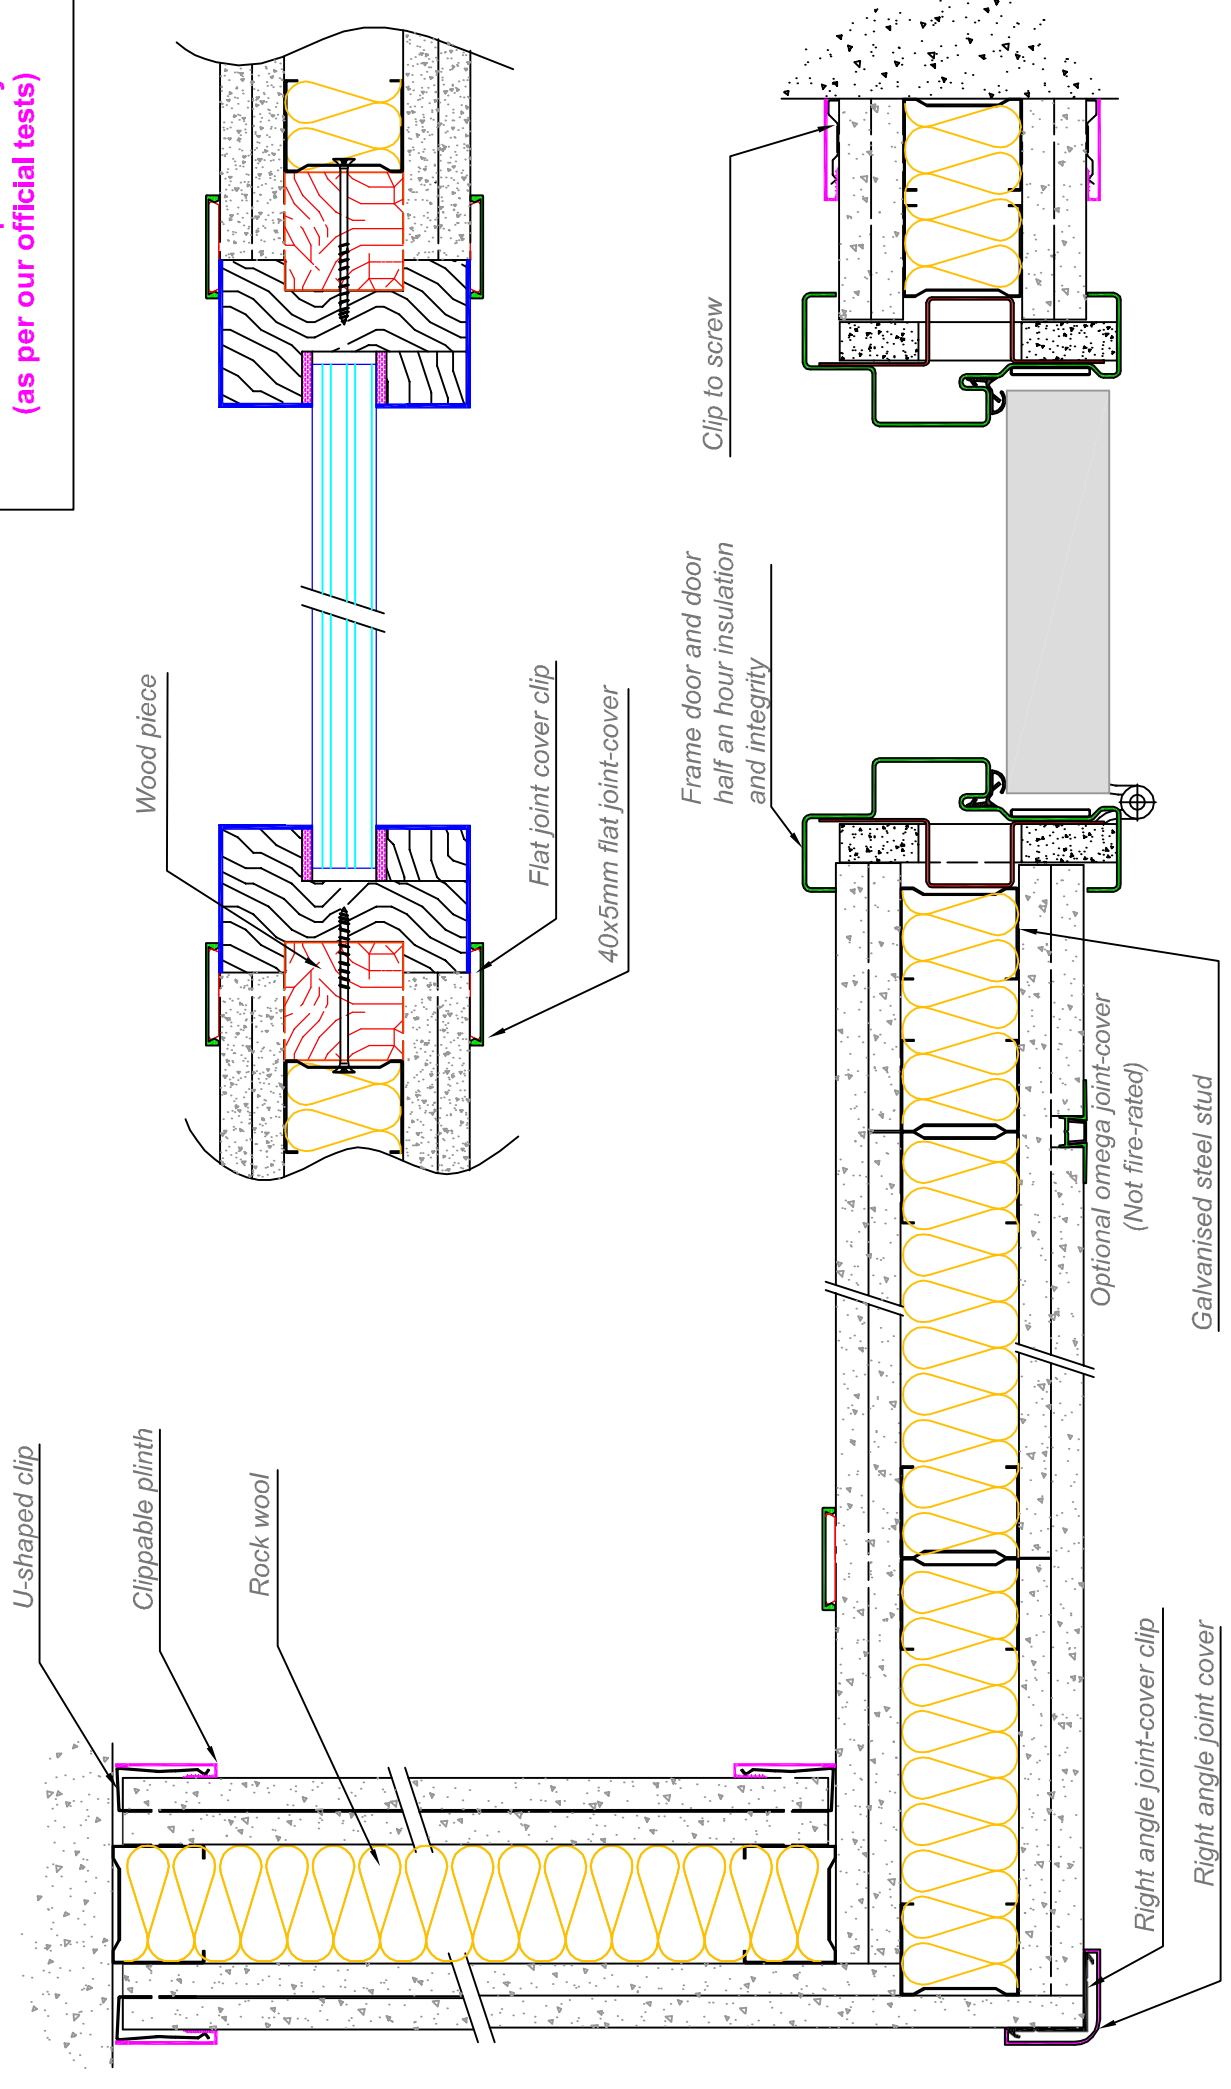 (as per our official tests)
U-shaped clip
Clippable plinth
Rock wool
Wood piece
Flat joint cover clip
40x5mm flat joint-cover
Clip to screw
Frame door and door
half an hour insulation
and integrity
Optional omega joint-cover
(Not fire-rated)
Galvanised steel stud
Right angle joint-cover clip
Right angle joint cover